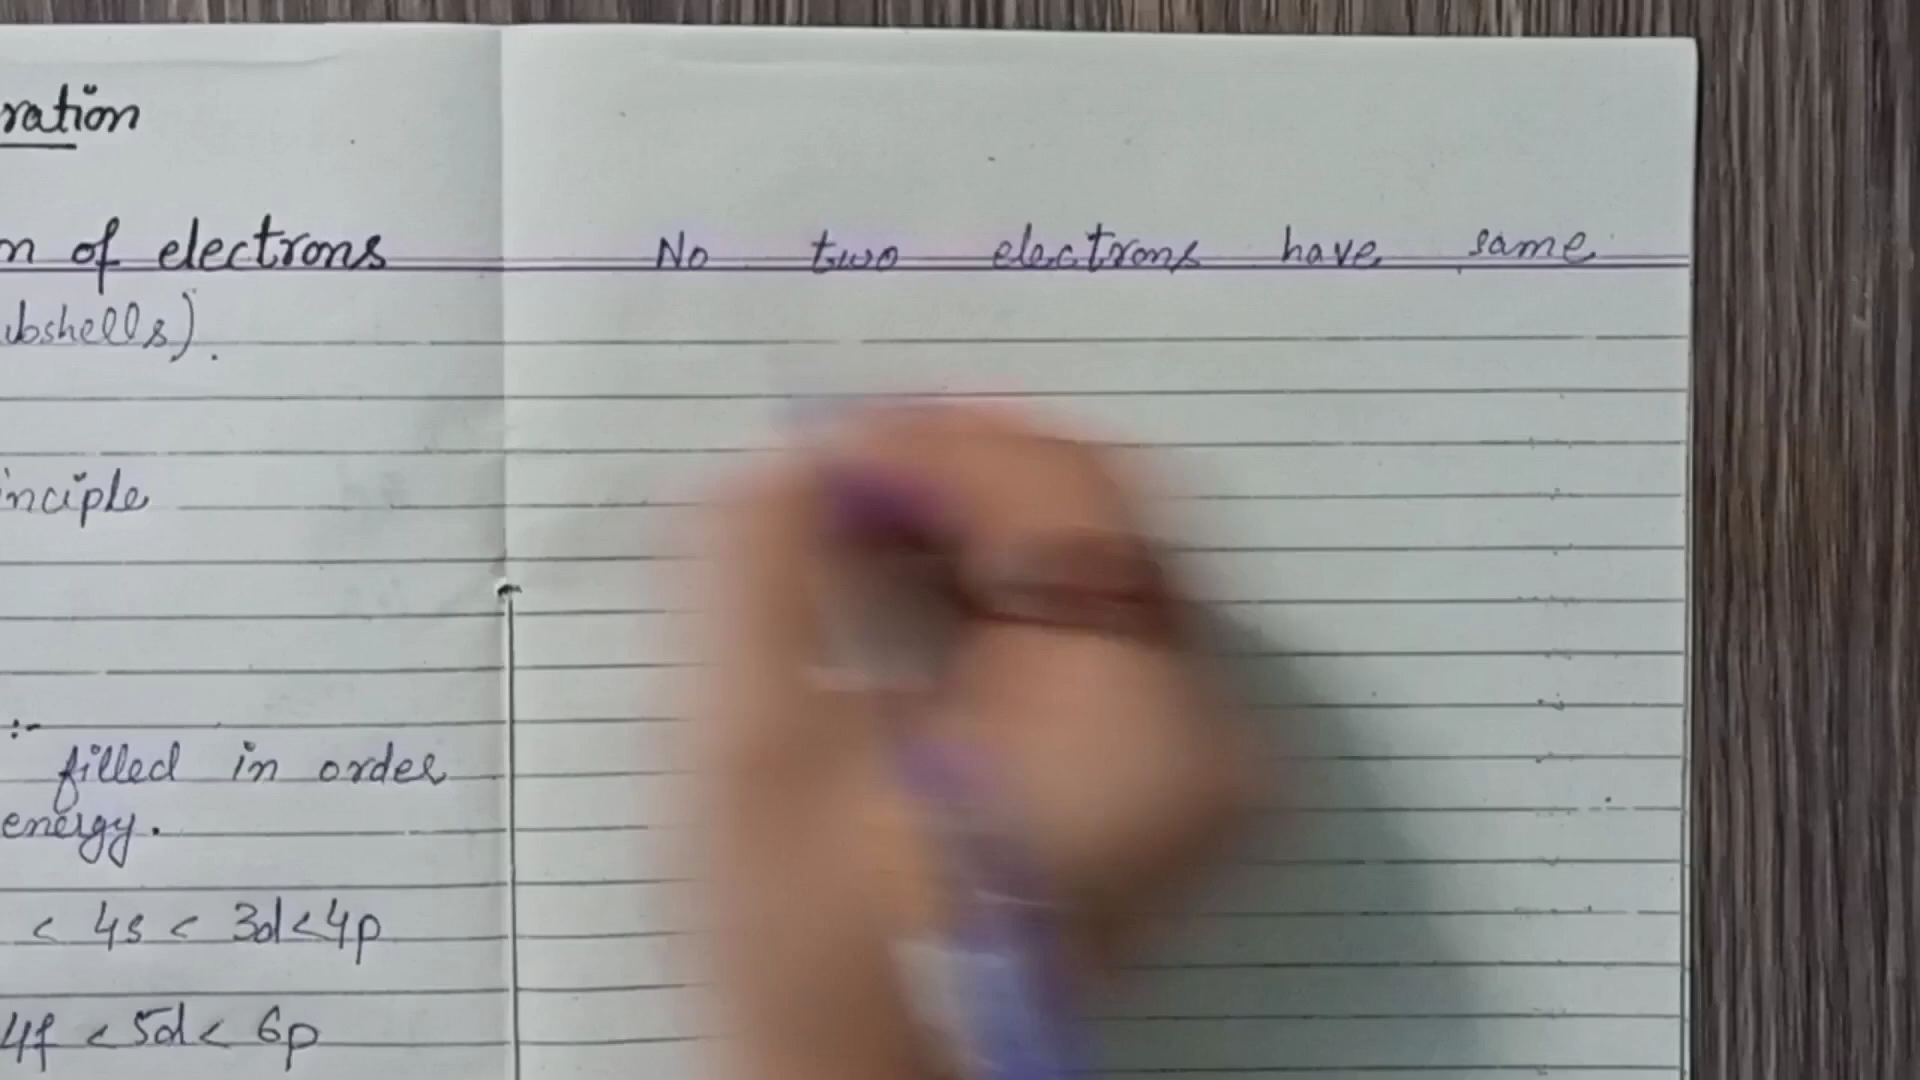 ration
n of electrons
ubshells).
inciple
:-
filled in order
energy.
< 4s < 3d<4p
4f < 5d < 6p
No two electrons have same